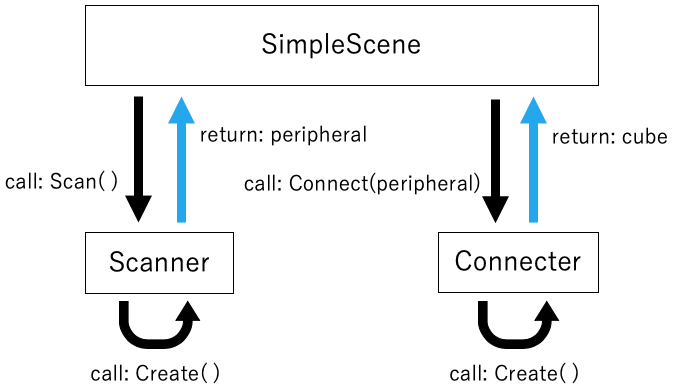 SimpleScene
return: peripheral
return: cube
call: Scan( )
call: Connect(peripheral)
Scanner
Connecter
call: Create( )
call: Create( )